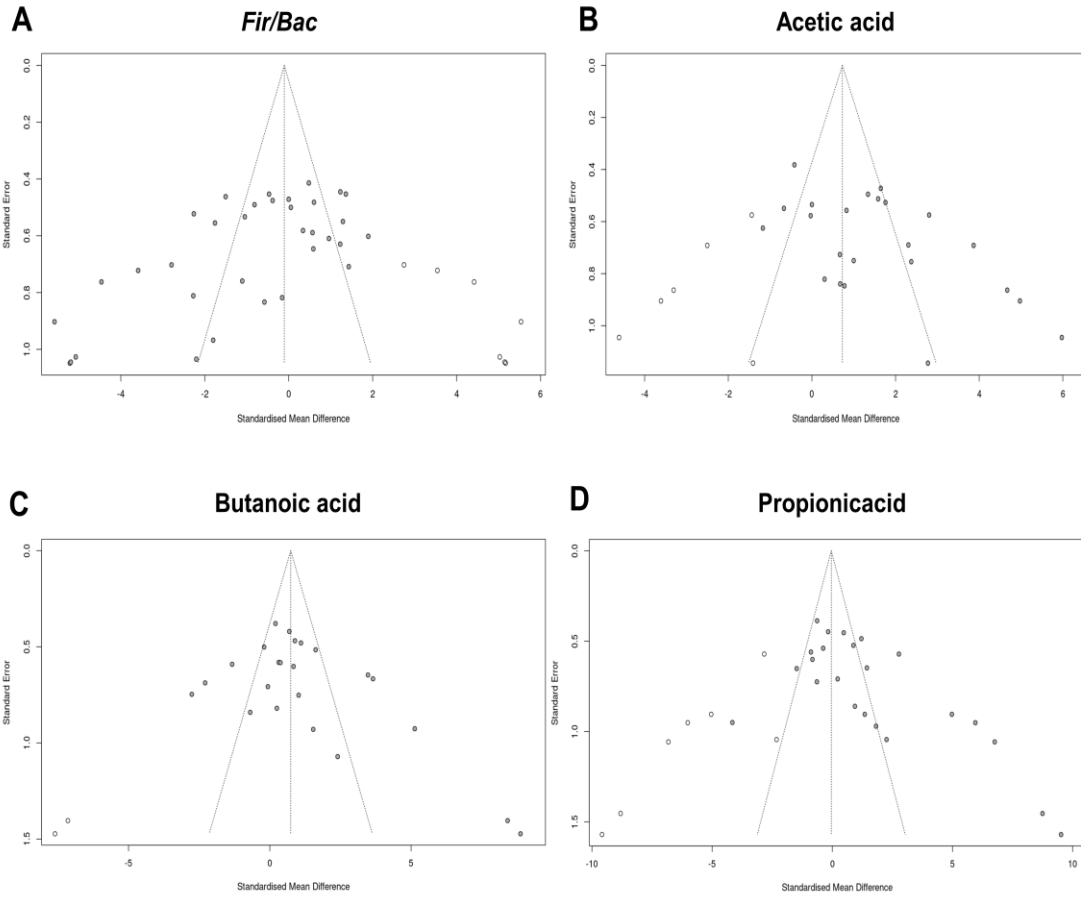 A
Fir/Bac
0.0
0.2
0.4
0.6
0.8
1.0
Standard Error
-4
-2
0
2
4
6
Standardised Mean Difference
B
Acetic acid
0.0
0.2
0.4
0.6
0.8
1.0
Standard Error
-4
-2
0
2
4
6
Standardised Mean Difference
C
Butanoic acid
0.0
0.5
1.0
1.5
Standard Error
-5
0
5
Standardised Mean Difference
D
Propionicacid
0.0
0.5
1.0
1.5
Standard Error
-10
-5
0
5
10
Standardised Mean Difference